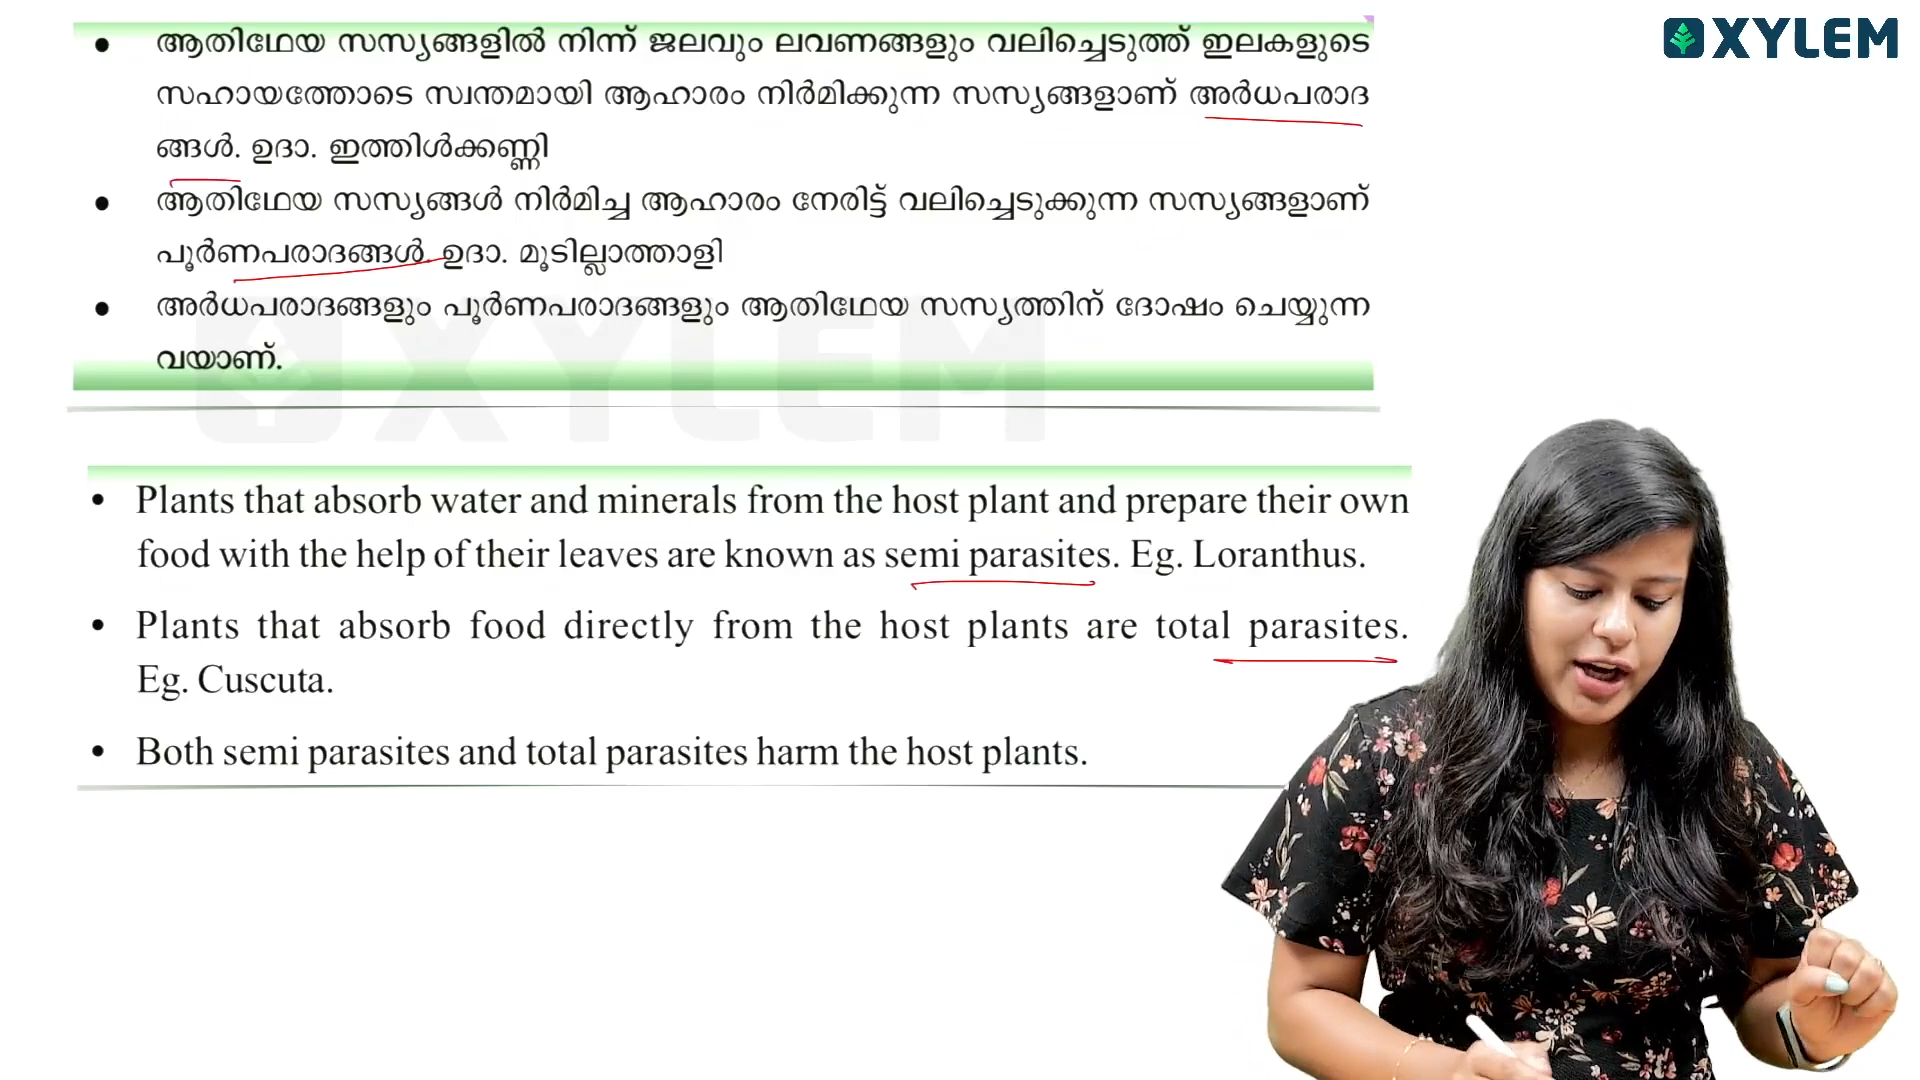 XYLEM
• ആതിഥേയ സസ്യങ്ങളിൽ നിന്ന് ജലവും ലവണങ്ങളും വലിച്ചെടുത്ത് ഇലകളുടെ
സഹായത്തോടെ സ്വന്തമായി ആഹാരം നിർമിക്കുന്ന സസ്യങ്ങളാണ് അർധപരാദ
ങ്ങൾ. ഉദാ. ഇത്തിൾക്കണ്ണി
• ആതിഥേയ സസ്യങ്ങൾ നിർമിച്ച ആഹാരം നേരിട്ട് വലിച്ചെടുക്കുന്ന സസ്യങ്ങളാണ്
പൂർണപരാദങ്ങൾ. ഉദാ. മൂടില്ലാത്താളി
• അർധപരാദങ്ങളും പൂർണപരാദങ്ങളും ആതിഥേയ സസ്യത്തിന് ദോഷം ചെയ്യുന്ന
വയാണ്.
XYLEM
• Plants that absorb water and minerals from the host plant and prepare their own
food with the help of their leaves are known as semi parasites. Eg. Loranthus.
• Plants that absorb food directly from the host plants are total parasites.
Eg. Cuscuta.
• Both semi parasites and total parasites harm the host plants.